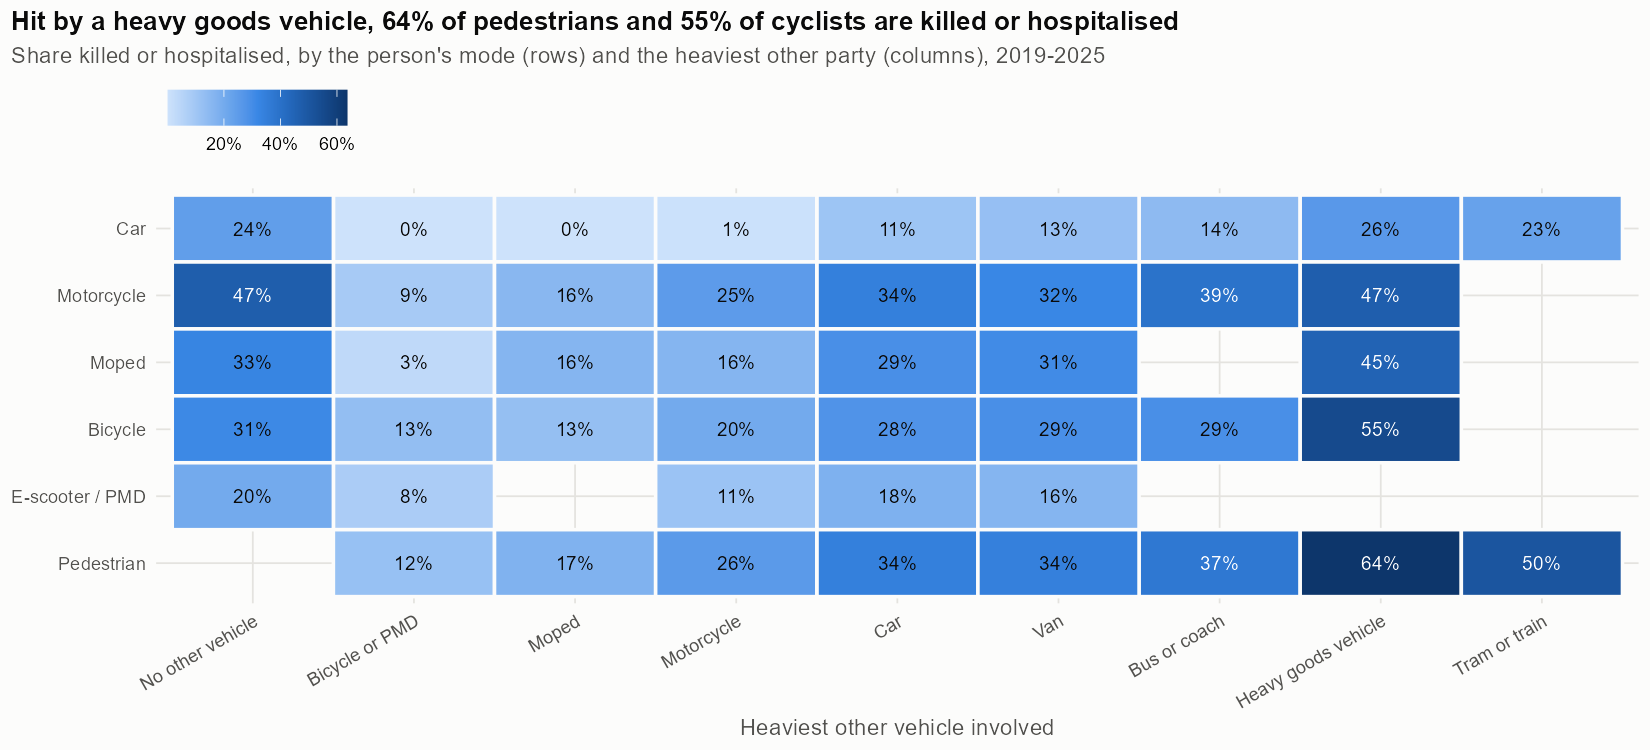 Hit by a heavy goods vehicle, 64% of pedestrians and 55% of cyclists are killed or hospitalised
Share killed or hospitalised, by the person's mode (rows) and the heaviest other party (columns), 2019-2025
20% 40% 60%
Car 24% 0% 0% 1% 11% 13% 14% 26% 23%
Motorcycle 47% 9% 16% 25% 34% 32% 39% 47%
Moped 33% 3% 16% 16% 29% 31% 45%
Bicycle 31% 13% 13% 20% 28% 29% 29% 55%
E-scooter / PMD 20% 8% 11% 18% 16%
Pedestrian 12% 17% 26% 34% 34% 37% 64% 50%
No other vehicle
Bicycle or PMD
Moped
Motorcycle
Car
Van
Bus or coach
Heavy goods vehicle
Tram or train
Heaviest other vehicle involved